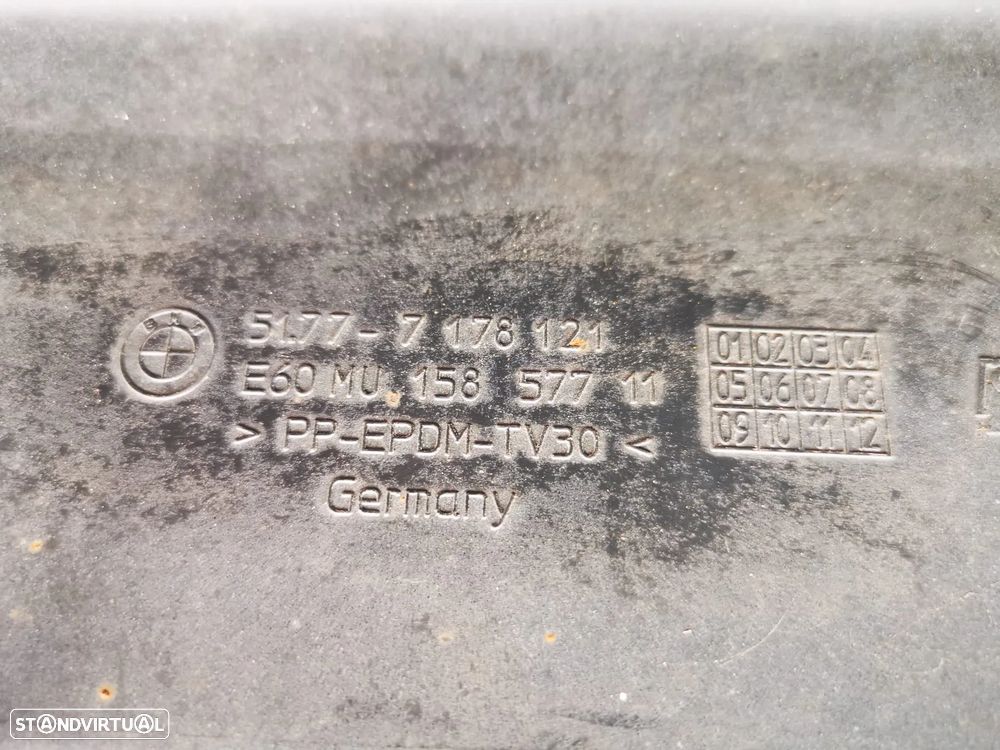 BMW
51.77- 7 178 121
E60 MU. 158 577 11
> PP-EPDM-TV30 <
Germany
01 02 03 04
05 06 07 08
09 10 11 12
STANDVIRTUAL